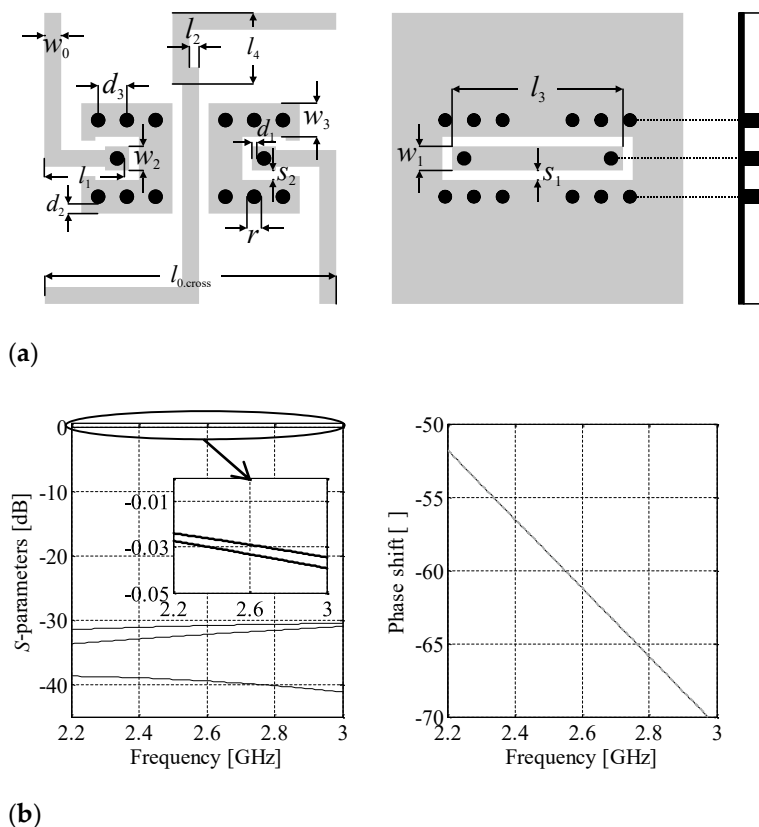 w0
l2
l4
d3
w3
d1
w2
l1
s2
d2
r
l0.cross
l3
w1
s1
(a)
0
-10
-20
-30
-40
S-parameters [dB]
-0.01
-0.03
-0.05
2.2 2.6 3
2.2 2.4 2.6 2.8 3
Frequency [GHz]
-50
-55
-60
-65
-70
Phase shift [ ]
2.2 2.4 2.6 2.8 3
Frequency [GHz]
(b)